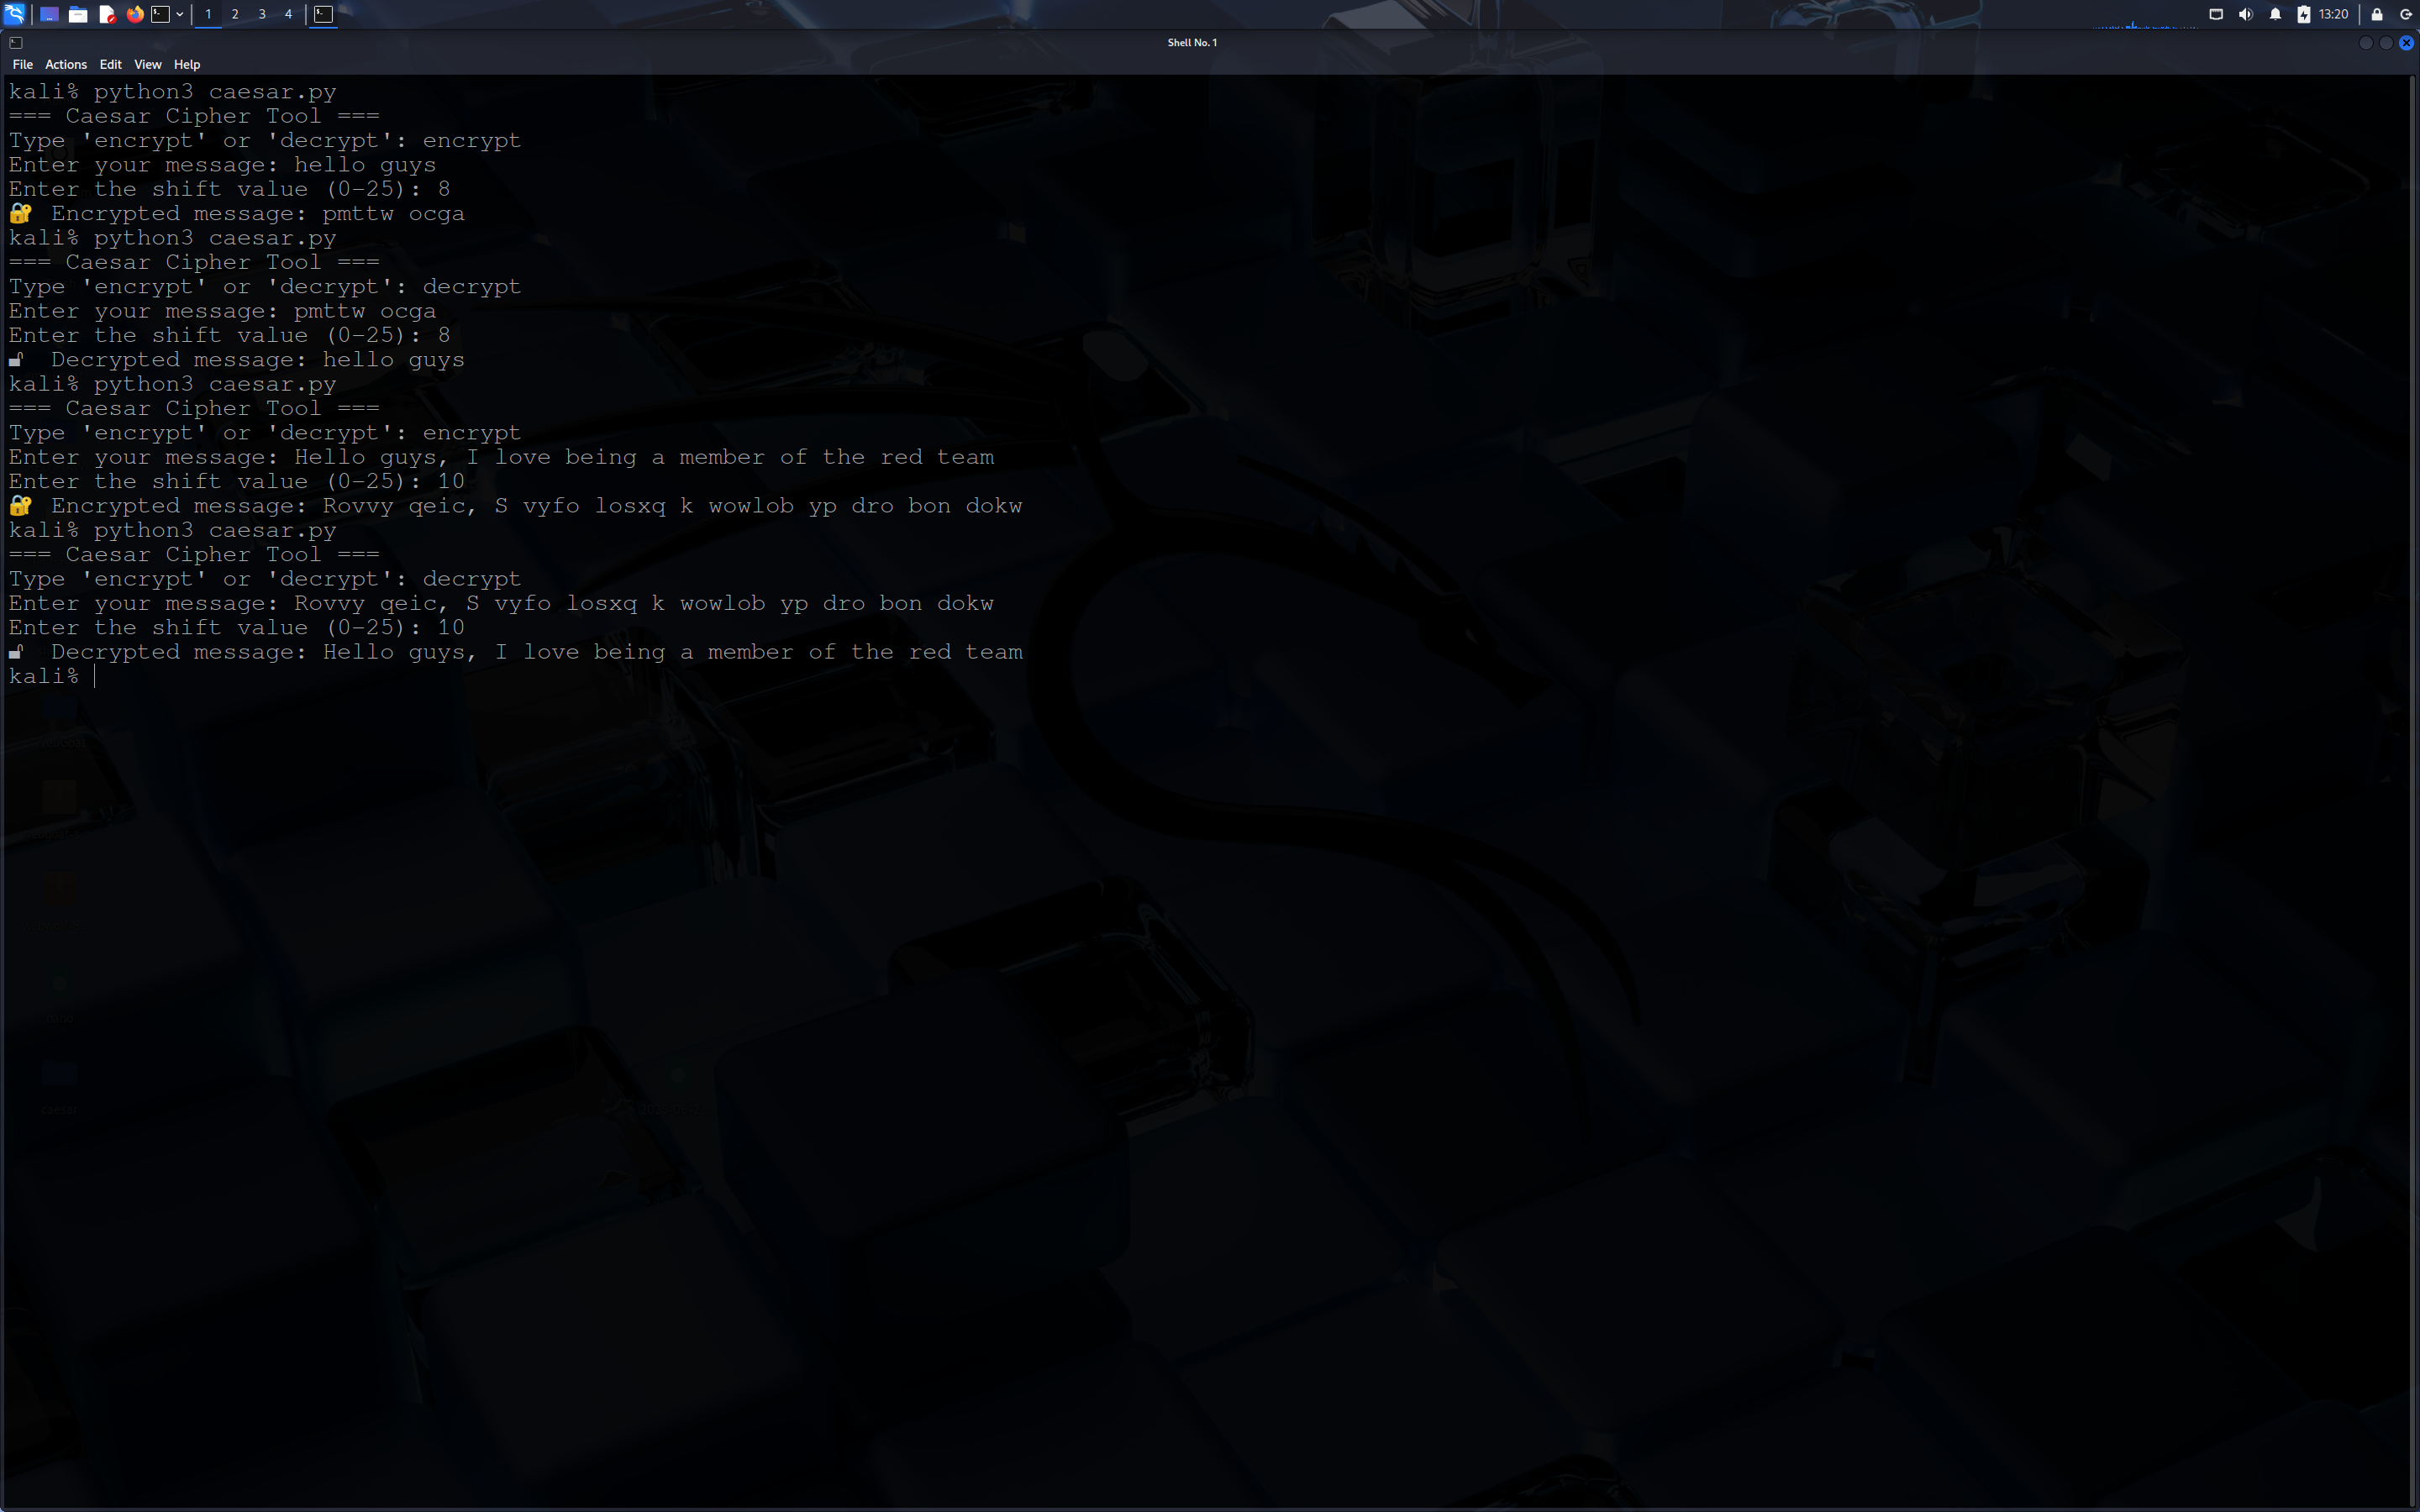 1 2 3 4 13:20
Shell No. 1
File Actions Edit View Help
kali% python3 caesar.py
=== Caesar Cipher Tool ===
Type 'encrypt' or 'decrypt': encrypt
Enter your message: hello guys
Enter the shift value (0-25): 8
🔐 Encrypted message: pmttw ocga
kali% python3 caesar.py
=== Caesar Cipher Tool ===
Type 'encrypt' or 'decrypt': decrypt
Enter your message: pmttw ocga
Enter the shift value (0-25): 8
🔓 Decrypted message: hello guys
kali% python3 caesar.py
=== Caesar Cipher Tool ===
Type 'encrypt' or 'decrypt': encrypt
Enter your message: Hello guys, I love being a member of the red team
Enter the shift value (0-25): 10
🔐 Encrypted message: Rovvy qeic, S vyfo losxq k wowlob yp dro bon dokw
kali% python3 caesar.py
=== Caesar Cipher Tool ===
Type 'encrypt' or 'decrypt': decrypt
Enter your message: Rovvy qeic, S vyfo losxq k wowlob yp dro bon dokw
Enter the shift value (0-25): 10
🔓 Decrypted message: Hello guys, I love being a member of the red team
kali%
caesar